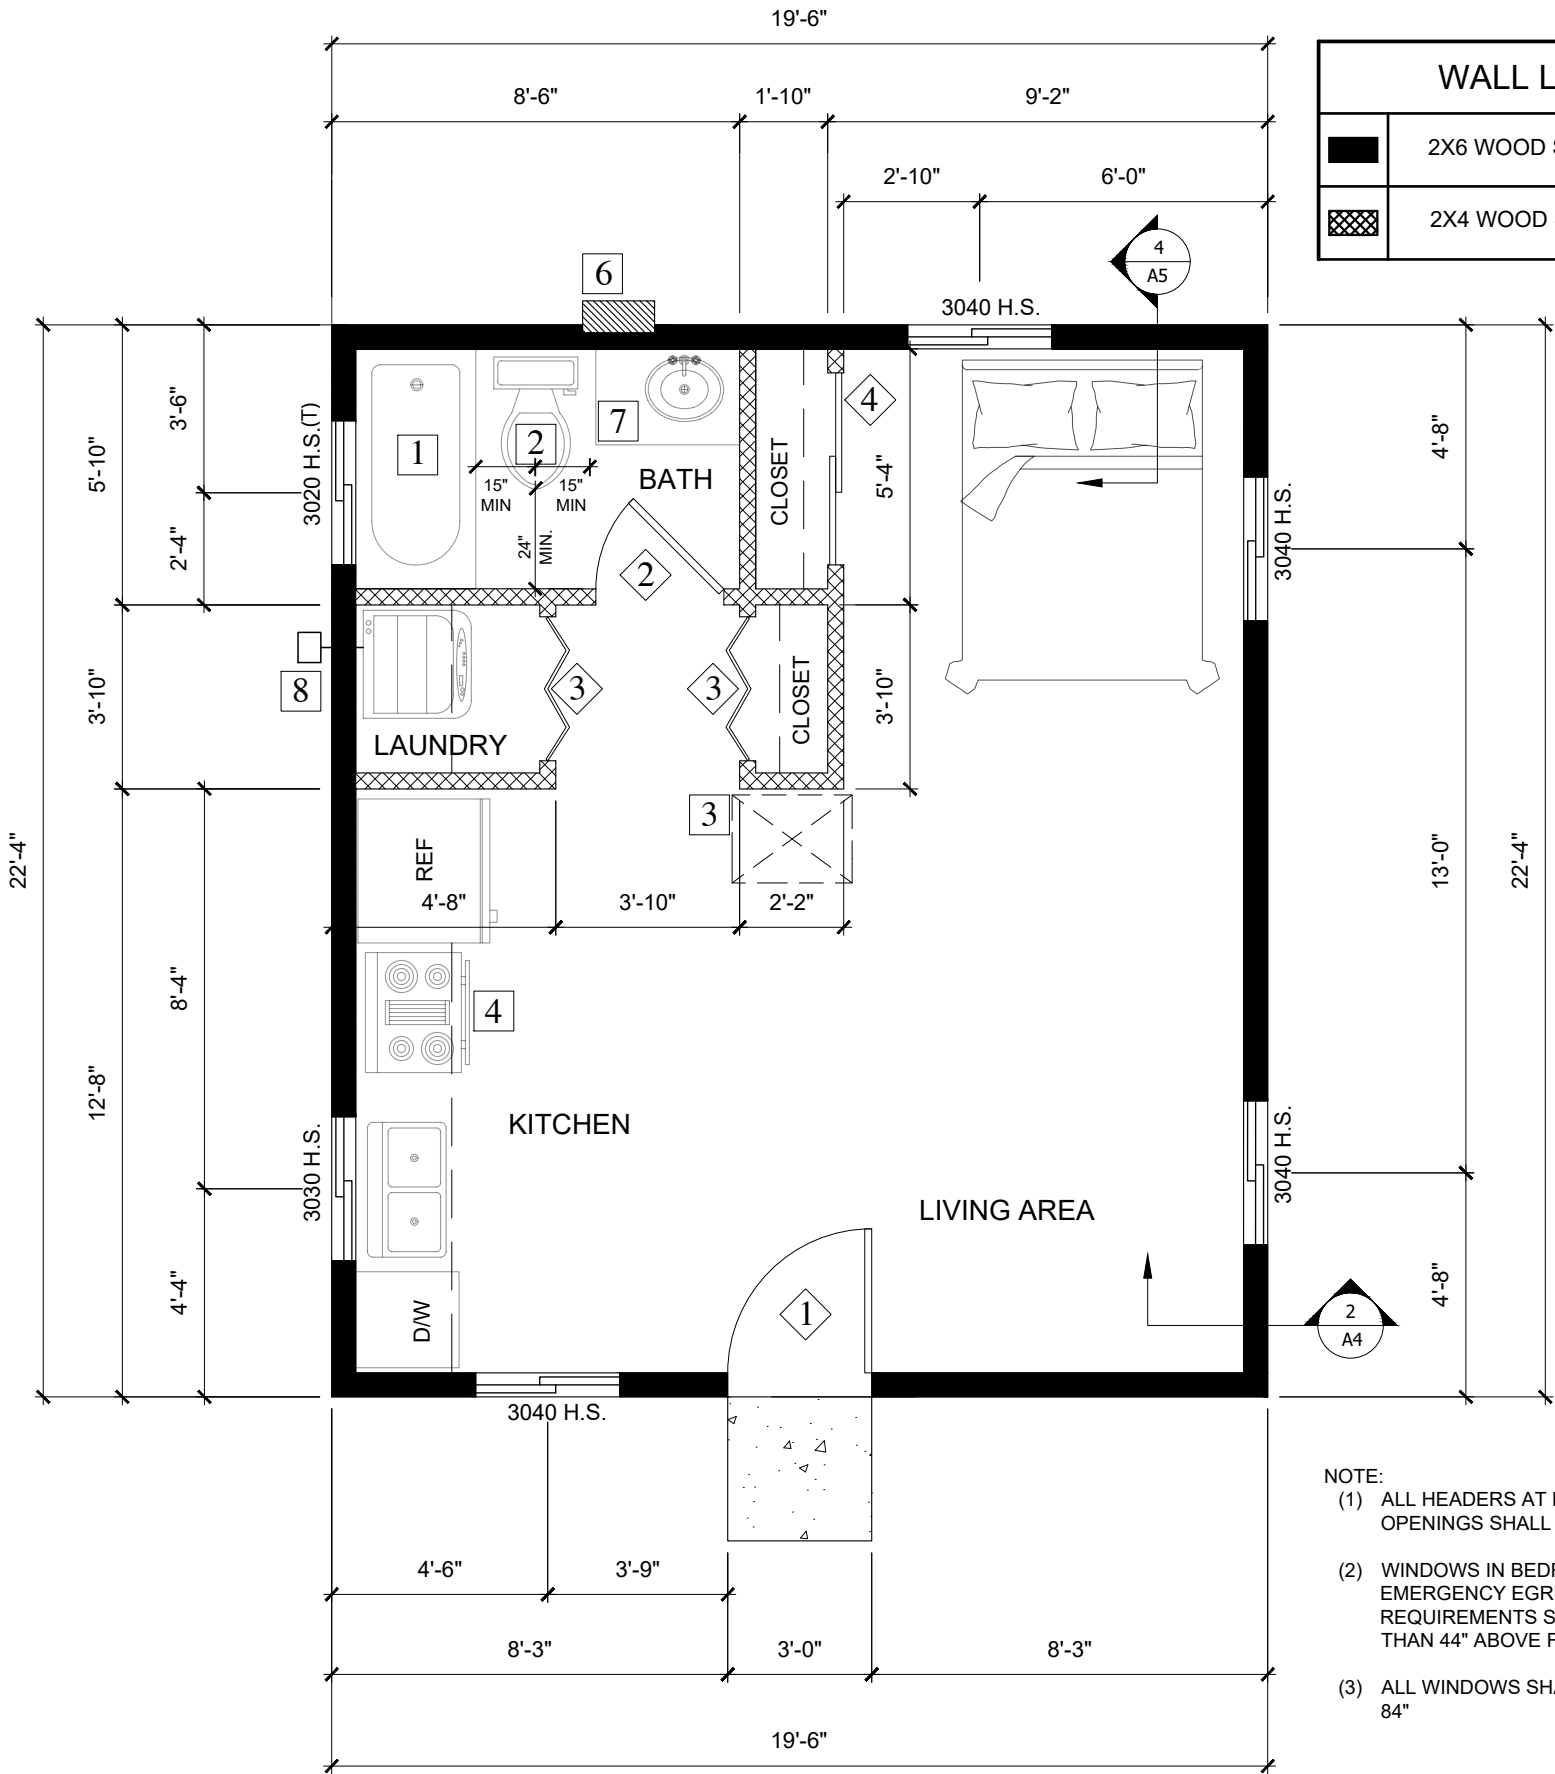 19'-6"
8'-6" 1'-10" 9'-2"
2'-10" 6'-0"
WALL L
2X6 WOOD S
2X4 WOOD
4
A5
6
3040 H.S.
22'-4"
5'-10"
3'-10"
12'-8"
3'-6"
2'-4"
8'-4"
4'-4"
3020 H.S.(T)
3030 H.S.
1
2
7
15"
MIN
15"
MIN
24"
MIN.
BATH
CLOSET
4
5'-4"
2
8
LAUNDRY
3
3
CLOSET
3'-10"
3
REF
4'-8" 3'-10" 2'-2"
4
KITCHEN
LIVING AREA
D/W
1
3040 H.S.
3040 H.S.
3040 H.S.
4'-8"
13'-0"
4'-8"
22'-4"
2
A4
4'-6" 3'-9"
8'-3" 3'-0" 8'-3"
19'-6"
NOTE:
(1) ALL HEADERS AT
OPENINGS SHALL
(2) WINDOWS IN BED
EMERGENCY EGR
REQUIREMENTS S
THAN 44" ABOVE F
(3) ALL WINDOWS SHA
84"